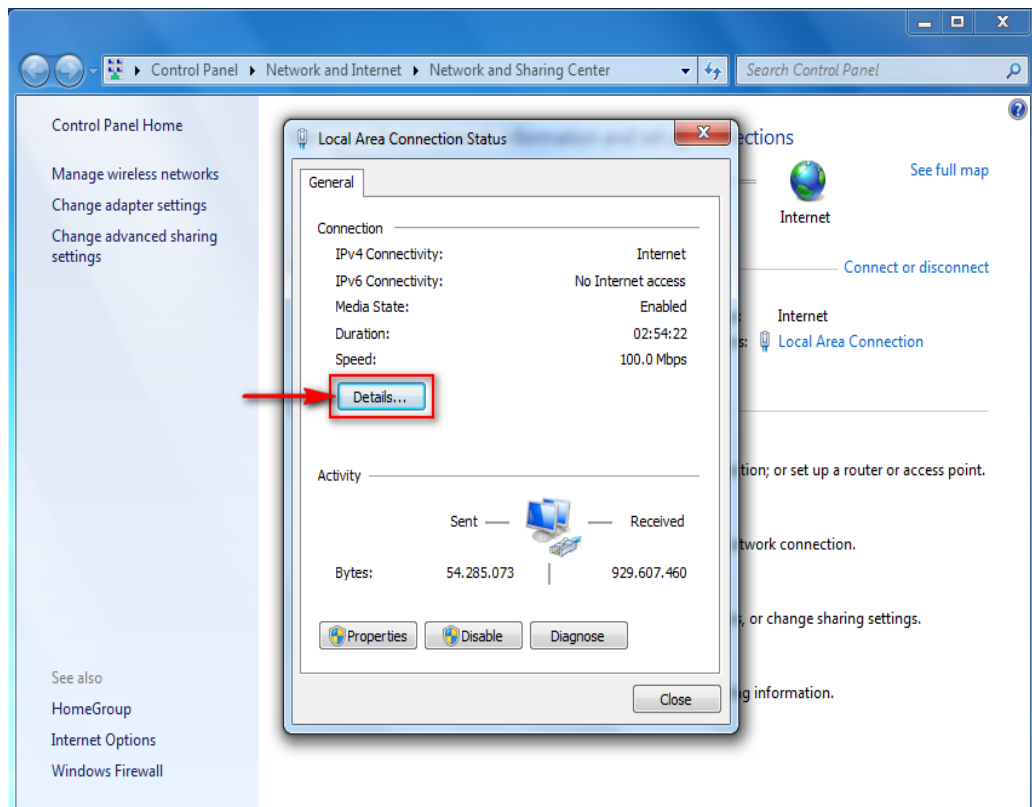 Control Panel Network and Internet Network and Sharing Center
Search Control Panel
Control Panel Home
Manage wireless networks
Change adapter settings
Change advanced sharing
settings
See also
HomeGroup
Internet Options
Windows Firewall
Local Area Connection Status
General
Connection
IPv4 Connectivity: Internet
IPv6 Connectivity: No Internet access
Media State: Enabled
Duration: 02:54:22
Speed: 100.0 Mbps
Details...
Activity
Sent Received
Bytes: 54.285.073 929.607.460
Properties Disable Diagnose
Close
ections
See full map
Internet
Connect or disconnect
Internet
s: Local Area Connection
tion; or set up a router or access point.
twork connection.
, or change sharing settings.
g information.